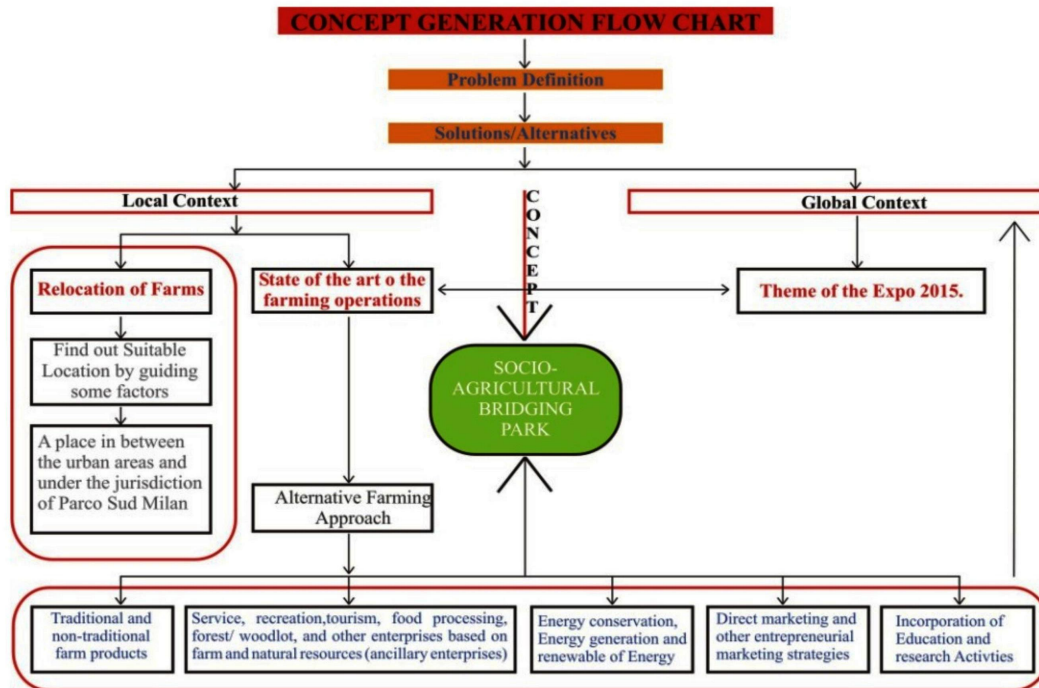 CONCEPT GENERATION FLOW CHART
Problem Definition
Solutions/Alternatives
Local Context
CONCEPT
Global Context
Relocation of Farms
State of the art o the
farming operations
Theme of the Expo 2015.
Find out Suitable
Location by guiding
some factors
SOCIO-
AGRICULTURAL
BRIDGING
PARK
A place in between
the urban areas and
under the jurisdiction
of Parco Sud Milan
Alternative Farming
Approach
Traditional and
non-traditional
farm products
Service, recreation,tourism, food processing,
forest/ woodlot, and other enterprises based on
farm and natural resources (ancillary enterprises)
Energy conservation,
Energy generation and
renewable of Energy
Direct marketing and
other entrepreneurial
marketing strategies
Incorporation of
Education and
research Activties